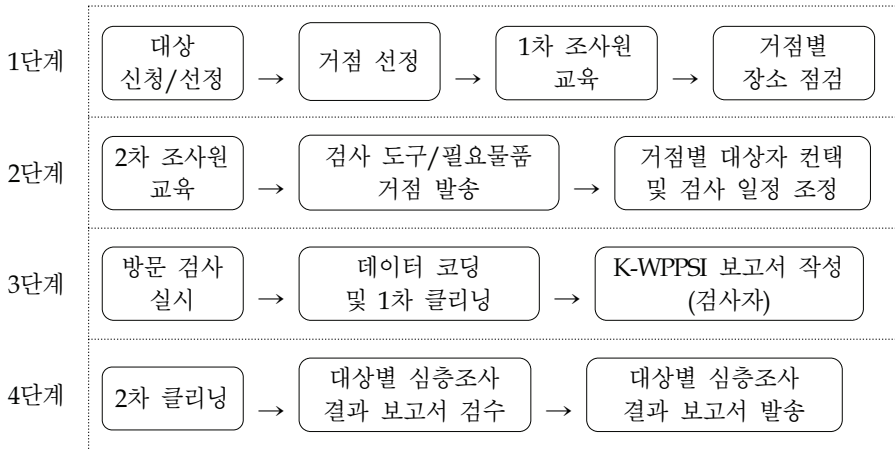 1단계
대상
신청/선정
→
거점 선정
→
1차 조사원
교육
→
거점별
장소 점검
2단계
2차 조사원
교육
→
검사 도구/필요물품
거점 발송
→
거점별 대상자 컨택
및 검사 일정 조정
3단계
방문 검사
실시
→
데이터 코딩
및 1차 클리닝
→
K-WPPSI 보고서 작성
(검사자)
4단계
2차 클리닝
→
대상별 심층조사
결과 보고서 검수
→
대상별 심층조사
결과 보고서 발송